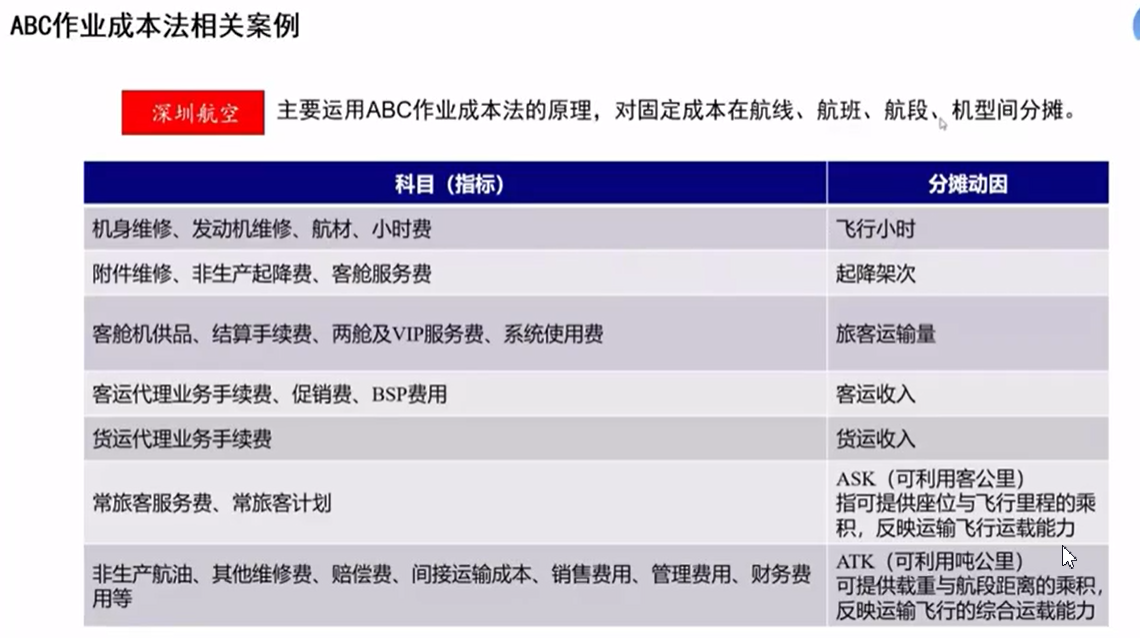 ABC作业成本法相关案例
深圳航空 主要运用ABC作业成本法的原理，对固定成本在航线、航班、航段、机型间分摊。
科目（指标） 分摊动因
机身维修、发动机维修、航材、小时费 飞行小时
附件维修、非生产起降费、客舱服务费 起降架次
客舱机供品、结算手续费、两舱及VIP服务费、系统使用费 旅客运输量
客运代理业务手续费、促销费、BSP费用 客运收入
货运代理业务手续费 货运收入
常旅客服务费、常旅客计划
ASK（可利用客公里）
指可提供座位与飞行里程的乘
积，反映运输飞行运载能力
非生产航油、其他维修费、赔偿费、间接运输成本、销售费用、管理费用、财务费
用等
ATK（可利用吨公里）
可提供载重与航段距离的乘积，
反映运输飞行的综合运载能力